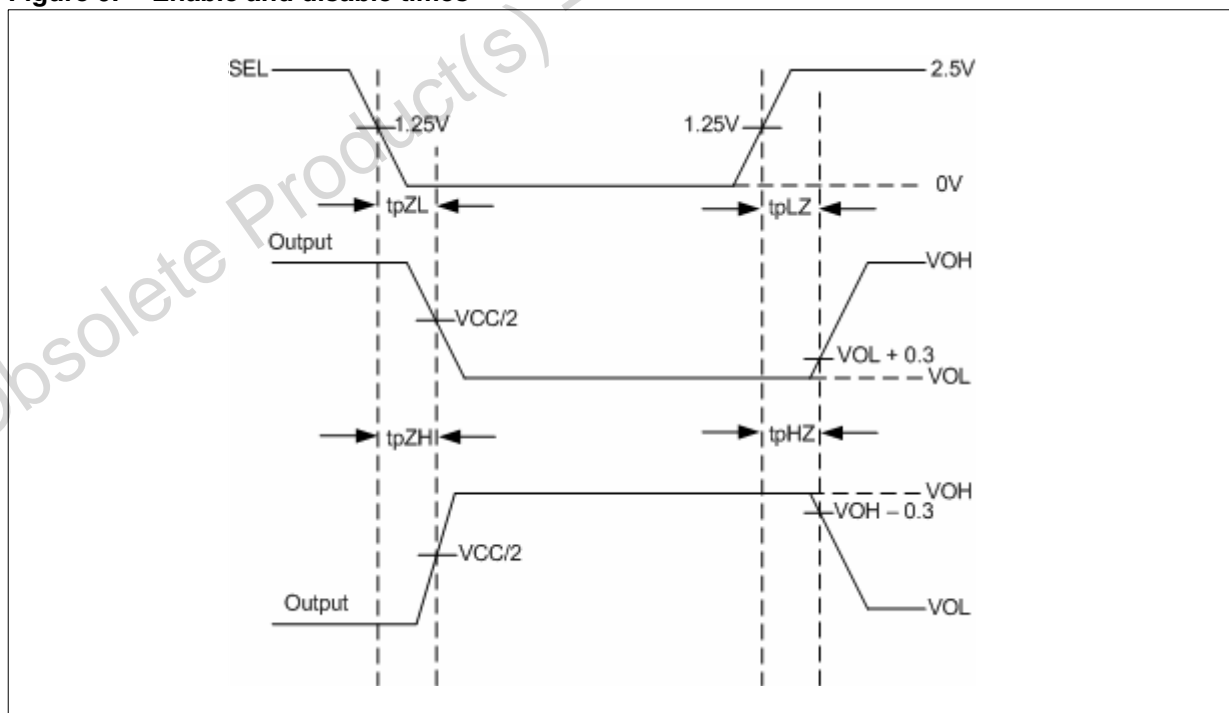 Figure 9. Enable and disable times
SEL
2.5V
1.25V
1.25V
0V
tpZL
tpLZ
Output
VOH
VCC/2
VOL + 0.3
VOL
tpZH
tpHZ
VOH
VOH – 0.3
VCC/2
Output
VOL
Obsolete Product(s)